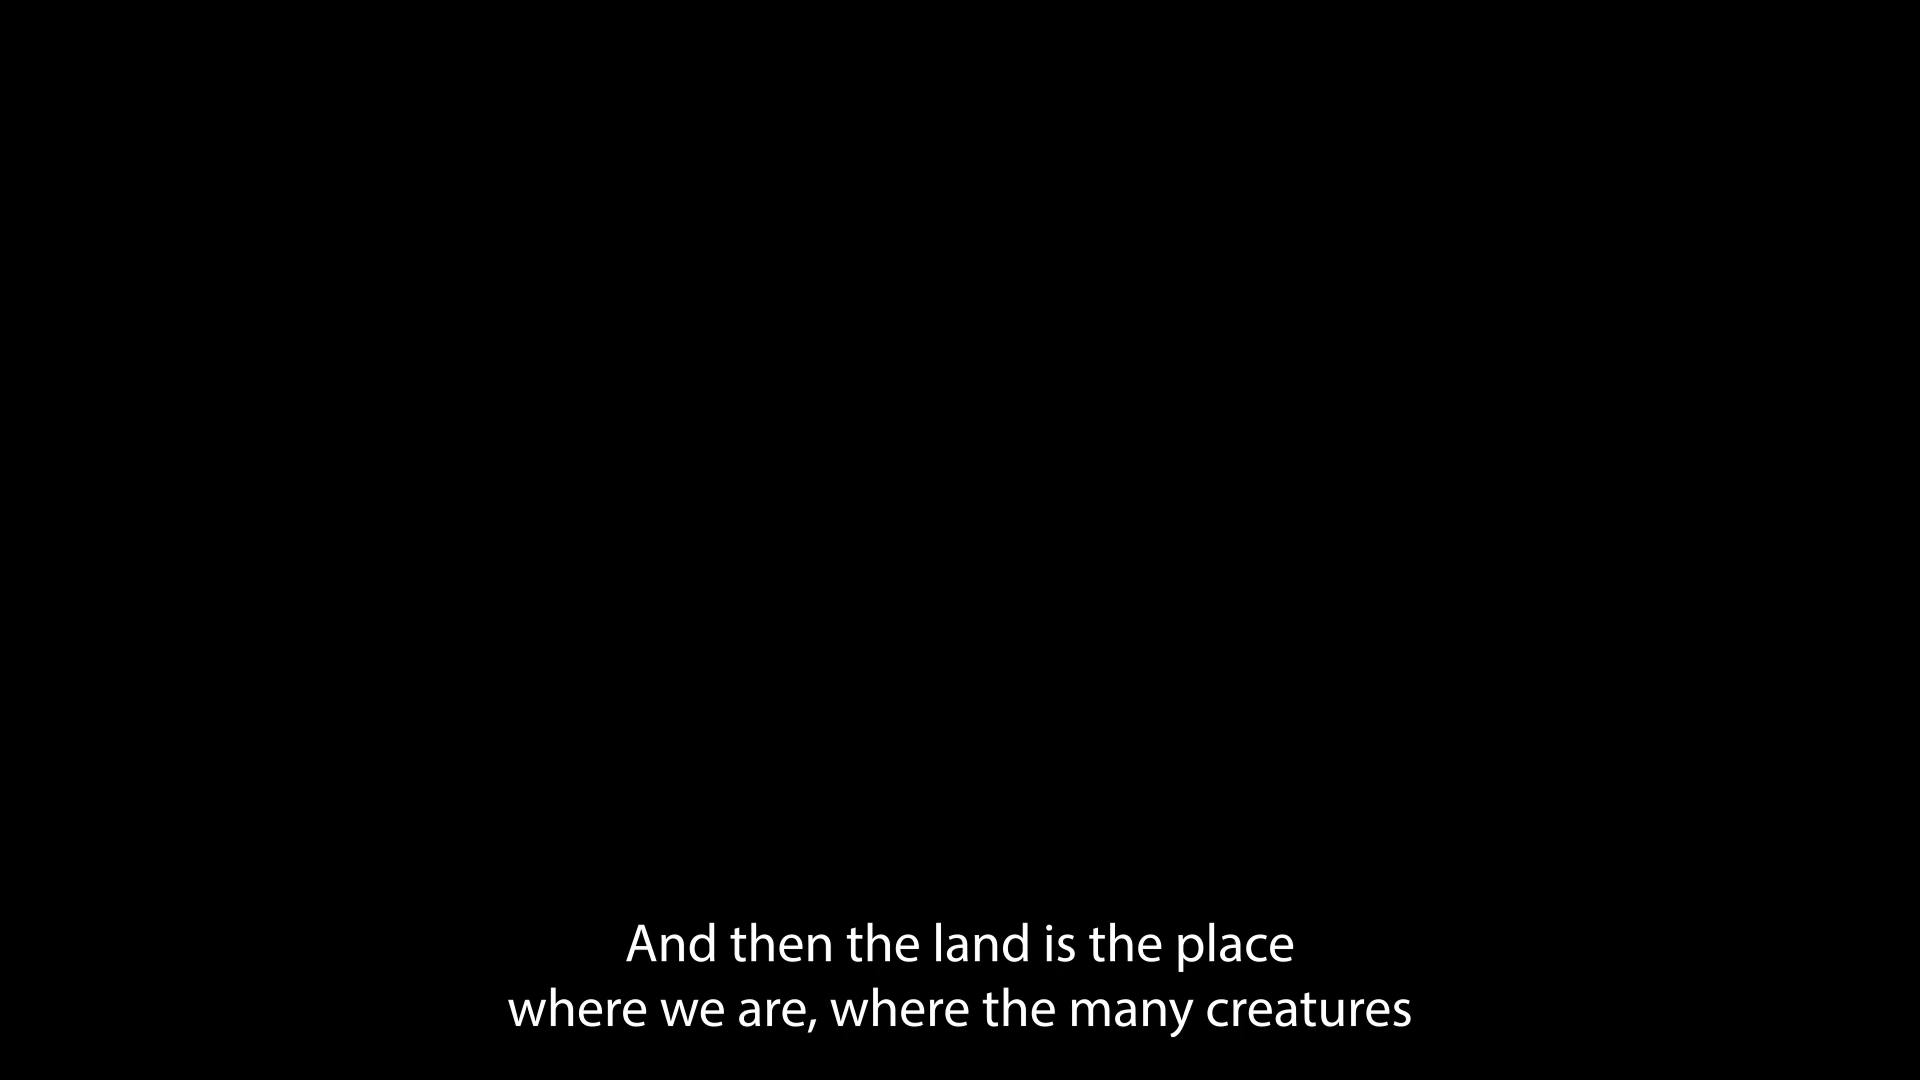 And then the land is the place
where we are, where the many creatures